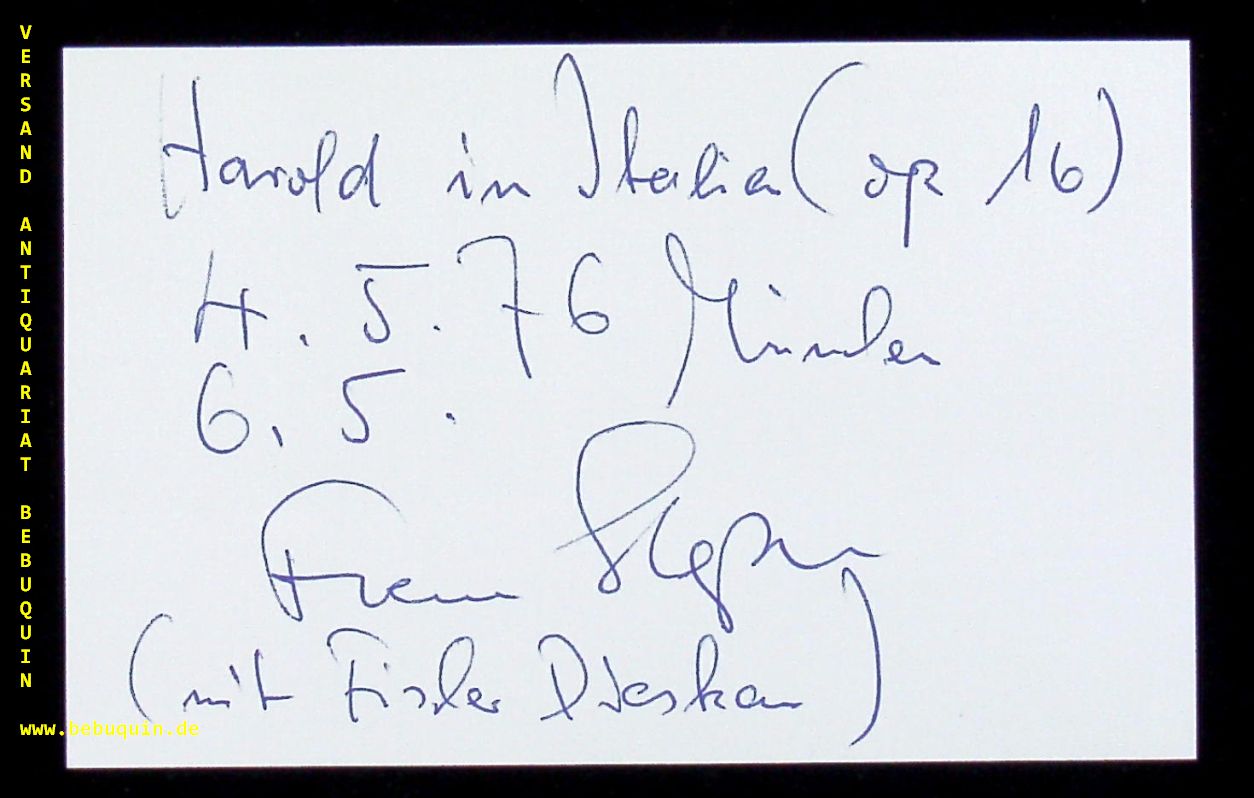 VERSAND ANTIQUARIAT BEBUQUIN
Harold in Italia (op 16)
4. 5. 76 München
6. 5.
(mit Fischer Dieskau)
www.bebuquin.de